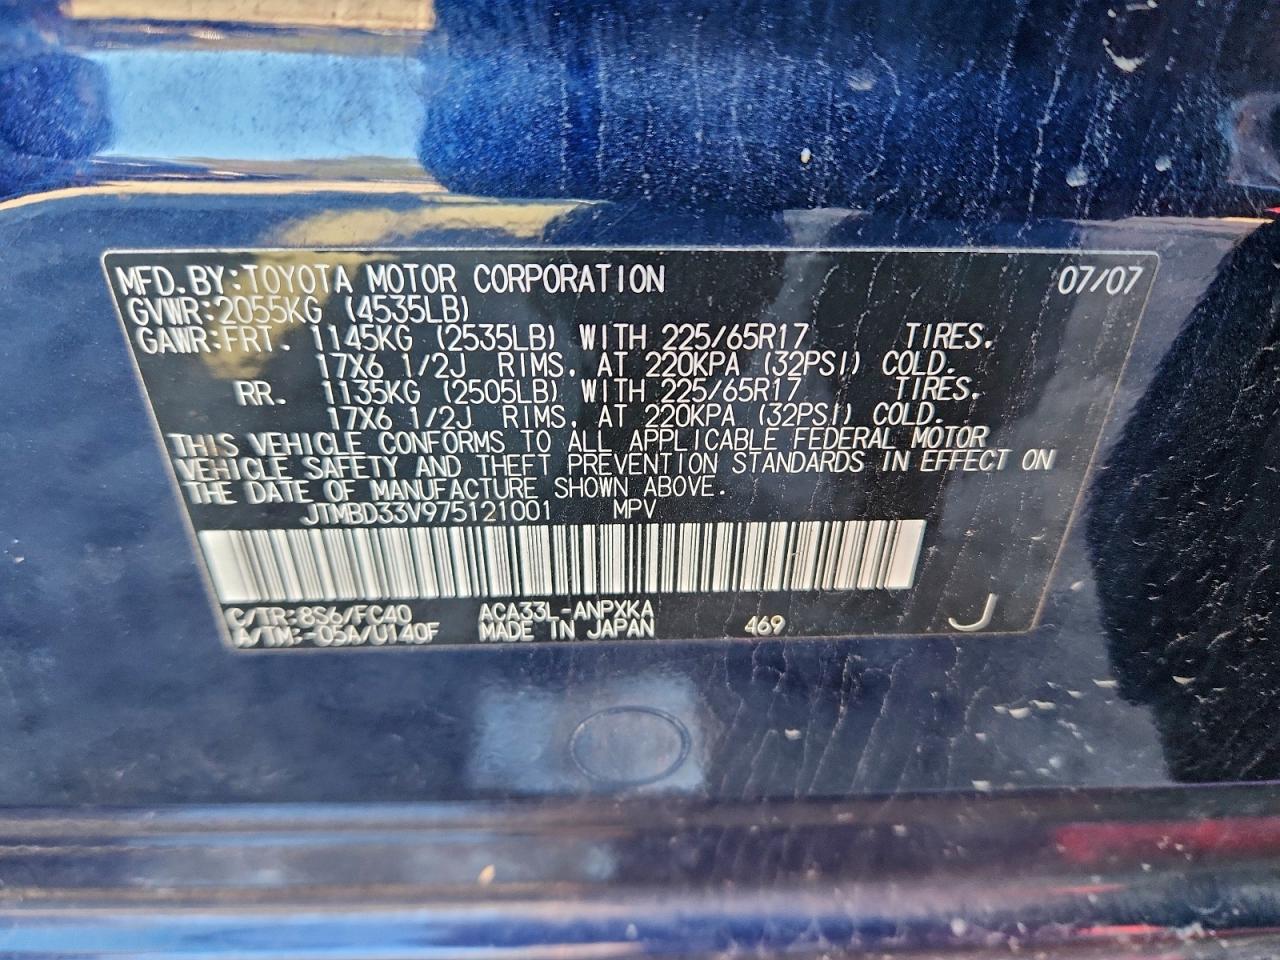 MFD.BY:TOYOTA MOTOR CORPORATION 07/07
GVWR:2055KG (4535LB)
GAWR:FRT. 1145KG (2535LB) WITH 225/65R17 TIRES,
17X6 1/2J RIMS, AT 220KPA (32PSI) COLD.
RR. 1135KG (2505LB) WITH 225/65R17 TIRES,
17X6 1/2J RIMS, AT 220KPA (32PSI) COLD.
THIS VEHICLE CONFORMS TO ALL APPLICABLE FEDERAL MOTOR
VEHICLE SAFETY AND THEFT PREVENTION STANDARDS IN EFFECT ON
THE DATE OF MANUFACTURE SHOWN ABOVE.
JTMBD33V975121001 MPV
C/TR:8S6/FC40 ACA33L-ANPXKA
A/TM:-05A/U140F MADE IN JAPAN 469 J